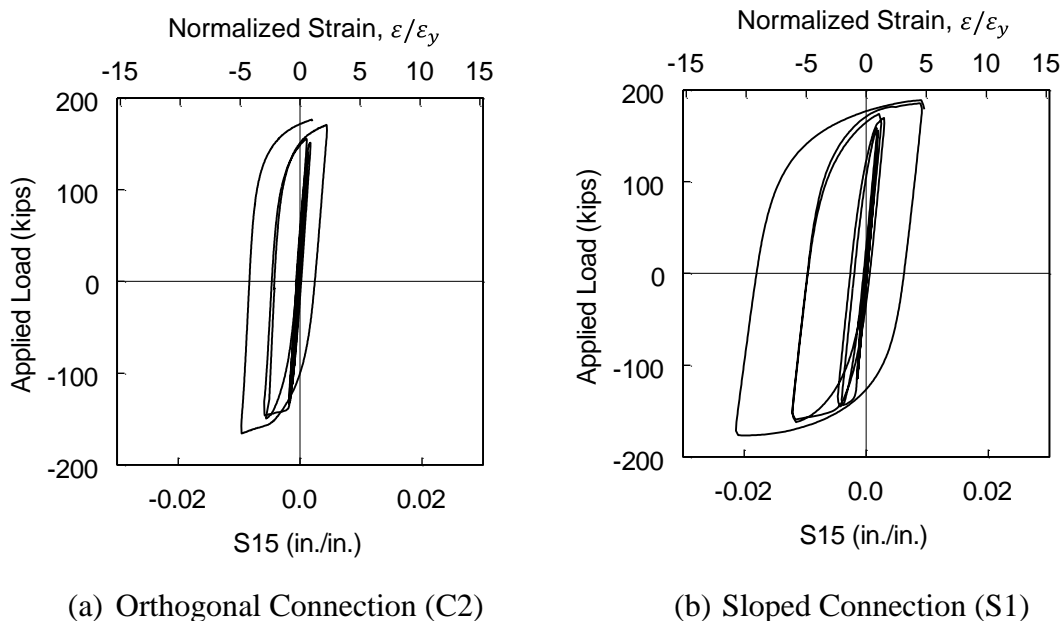 Normalized Strain, ε/εy
-15 -5 0 5 15
200
100
0
-100
-200
Applied Load (kips)
-0.02 0.0 0.02
S15 (in./in.)
(a) Orthogonal Connection (C2)
Normalized Strain, ε/εy
-15 -5 0 5 15
200
100
0
-100
-200
Applied Load (kips)
-0.02 0.0 0.02
S15 (in./in.)
(b) Sloped Connection (S1)